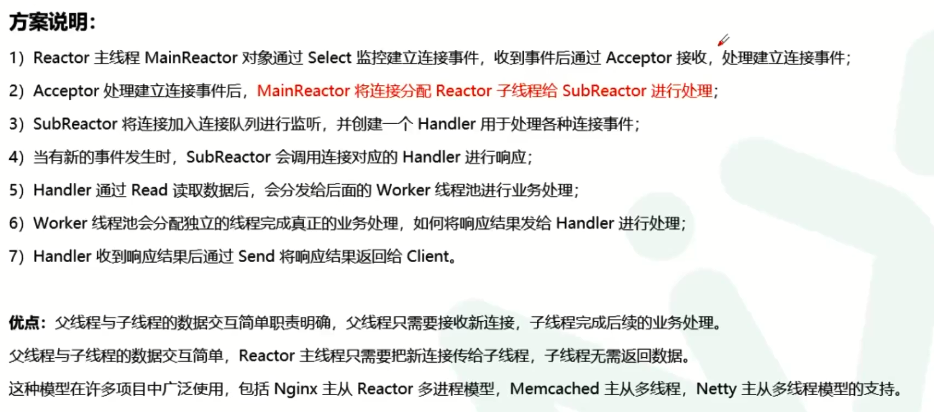 方案说明：
1）Reactor 主线程 MainReactor 对象通过 Select 监控建立连接事件，收到事件后通过 Acceptor 接收，处理建立连接事件；
2）Acceptor 处理建立连接事件后，MainReactor 将连接分配 Reactor 子线程给 SubReactor 进行处理；
3）SubReactor 将连接加入连接队列进行监听，并创建一个 Handler 用于处理各种连接事件；
4）当有新的事件发生时，SubReactor 会调用连接对应的 Handler 进行响应；
5）Handler 通过 Read 读取数据后，会分发给后面的 Worker 线程池进行业务处理；
6）Worker 线程池会分配独立的线程完成真正的业务处理，如何将响应结果发给 Handler 进行处理；
7）Handler 收到响应结果后通过 Send 将响应结果返回给 Client。
优点：父线程与子线程的数据交互简单职责明确，父线程只需要接收新连接，子线程完成后续的业务处理。
父线程与子线程的数据交互简单，Reactor 主线程只需要把新连接传给子线程，子线程无需返回数据。
这种模型在许多项目中广泛使用，包括 Nginx 主从 Reactor 多进程模型，Memcached 主从多线程，Netty 主从多线程模型的支持。